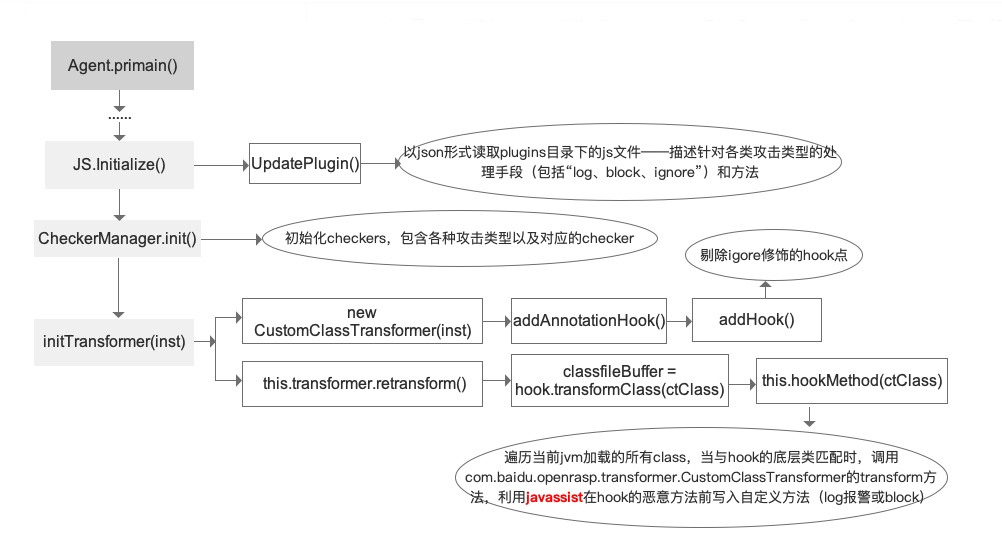 Agent.primain()
......
JS.Initialize()
UpdatePlugin()
以json形式读取plugins目录下的js文件——描述针对各类攻击类型的处
理手段（包括“log、block、ignore”）和方法
CheckerManager.init()
初始化checkers，包含各种攻击类型以及对应的checker
剔除igore修饰的hook点
initTransformer(inst)
new
CustomClassTransformer(inst)
addAnnotationHook()
addHook()
this.transformer.retransform()
classfileBuffer =
hook.transformClass(ctClass)
this.hookMethod(ctClass)
遍历当前jvm加载的所有class，当与hook的底层类匹配时，调用
com.baidu.openrasp.transformer.CustomClassTransformer的transform方
法，利用javassist在hook的恶意方法前写入自定义方法（log报警或block）